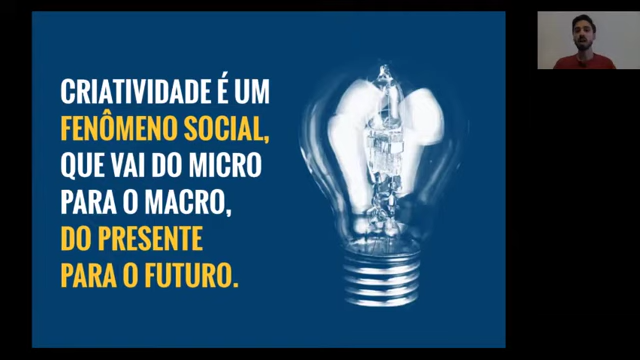 CRIATIVIDADE É UM
FENÔMENO SOCIAL,
QUE VAI DO MICRO
PARA O MACRO,
DO PRESENTE
PARA O FUTURO.